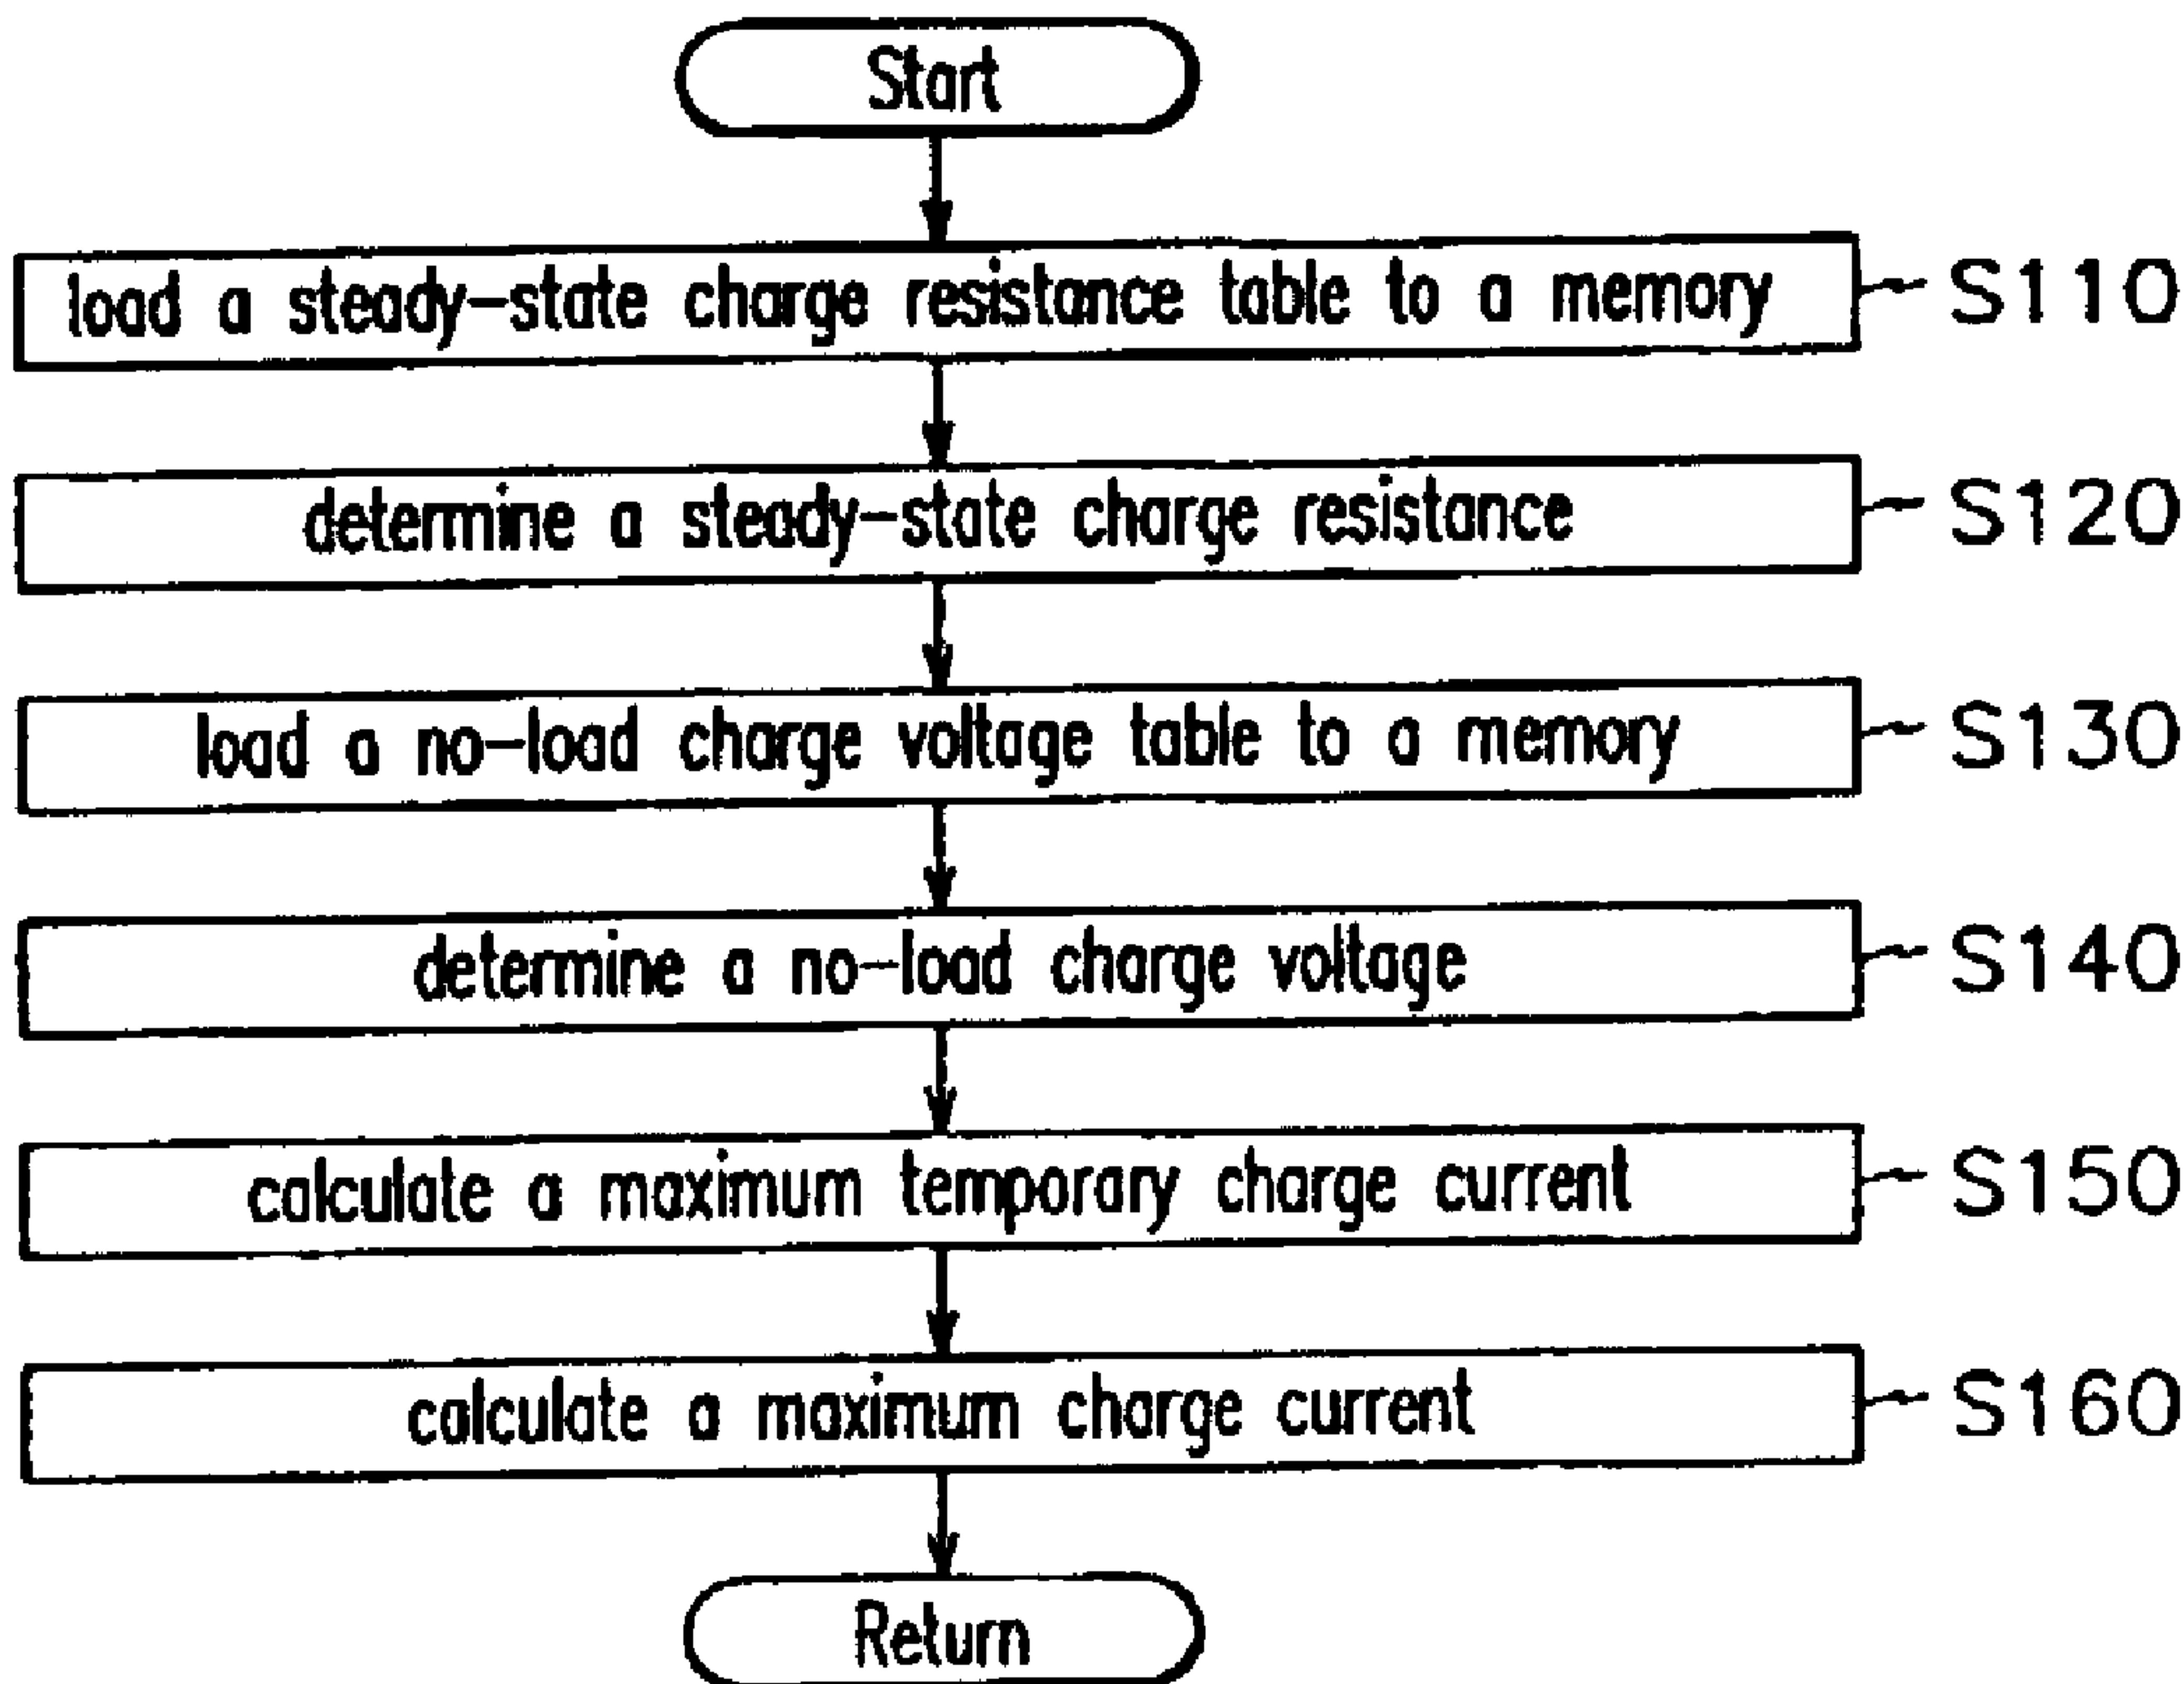 Start
load a steady-state charge resistance table to a memory S110
determine a steady-state charge resistance S120
load a no-load charge voltage table to a memory S130
determine a no-load charge voltage S140
calculate a maximum temporary charge current S150
calculate a maximum charge current S160
Return